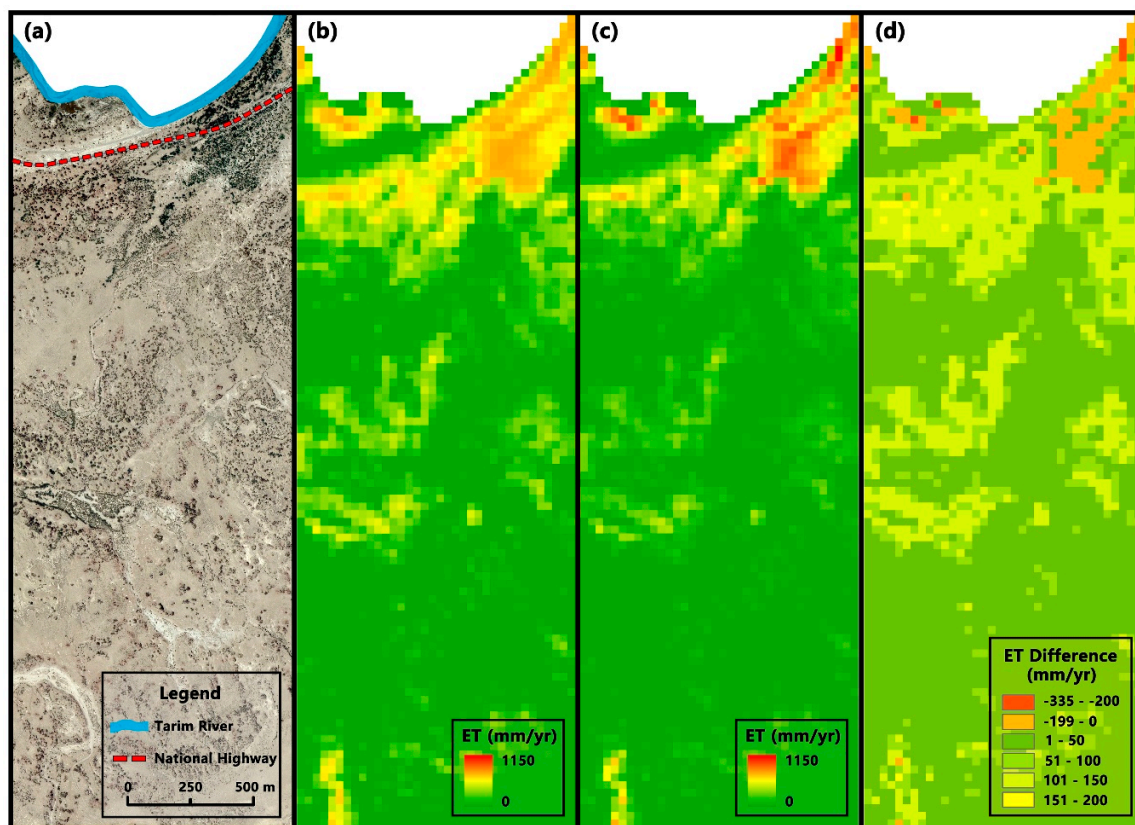 (a)
(b)
(c)
(d)
Legend
Tarim River
National Highway
0 250 500 m
ET (mm/yr)
1150
0
ET (mm/yr)
1150
0
ET Difference
(mm/yr)
-335 - -200
-199 - 0
1 - 50
51 - 100
101 - 150
151 - 200